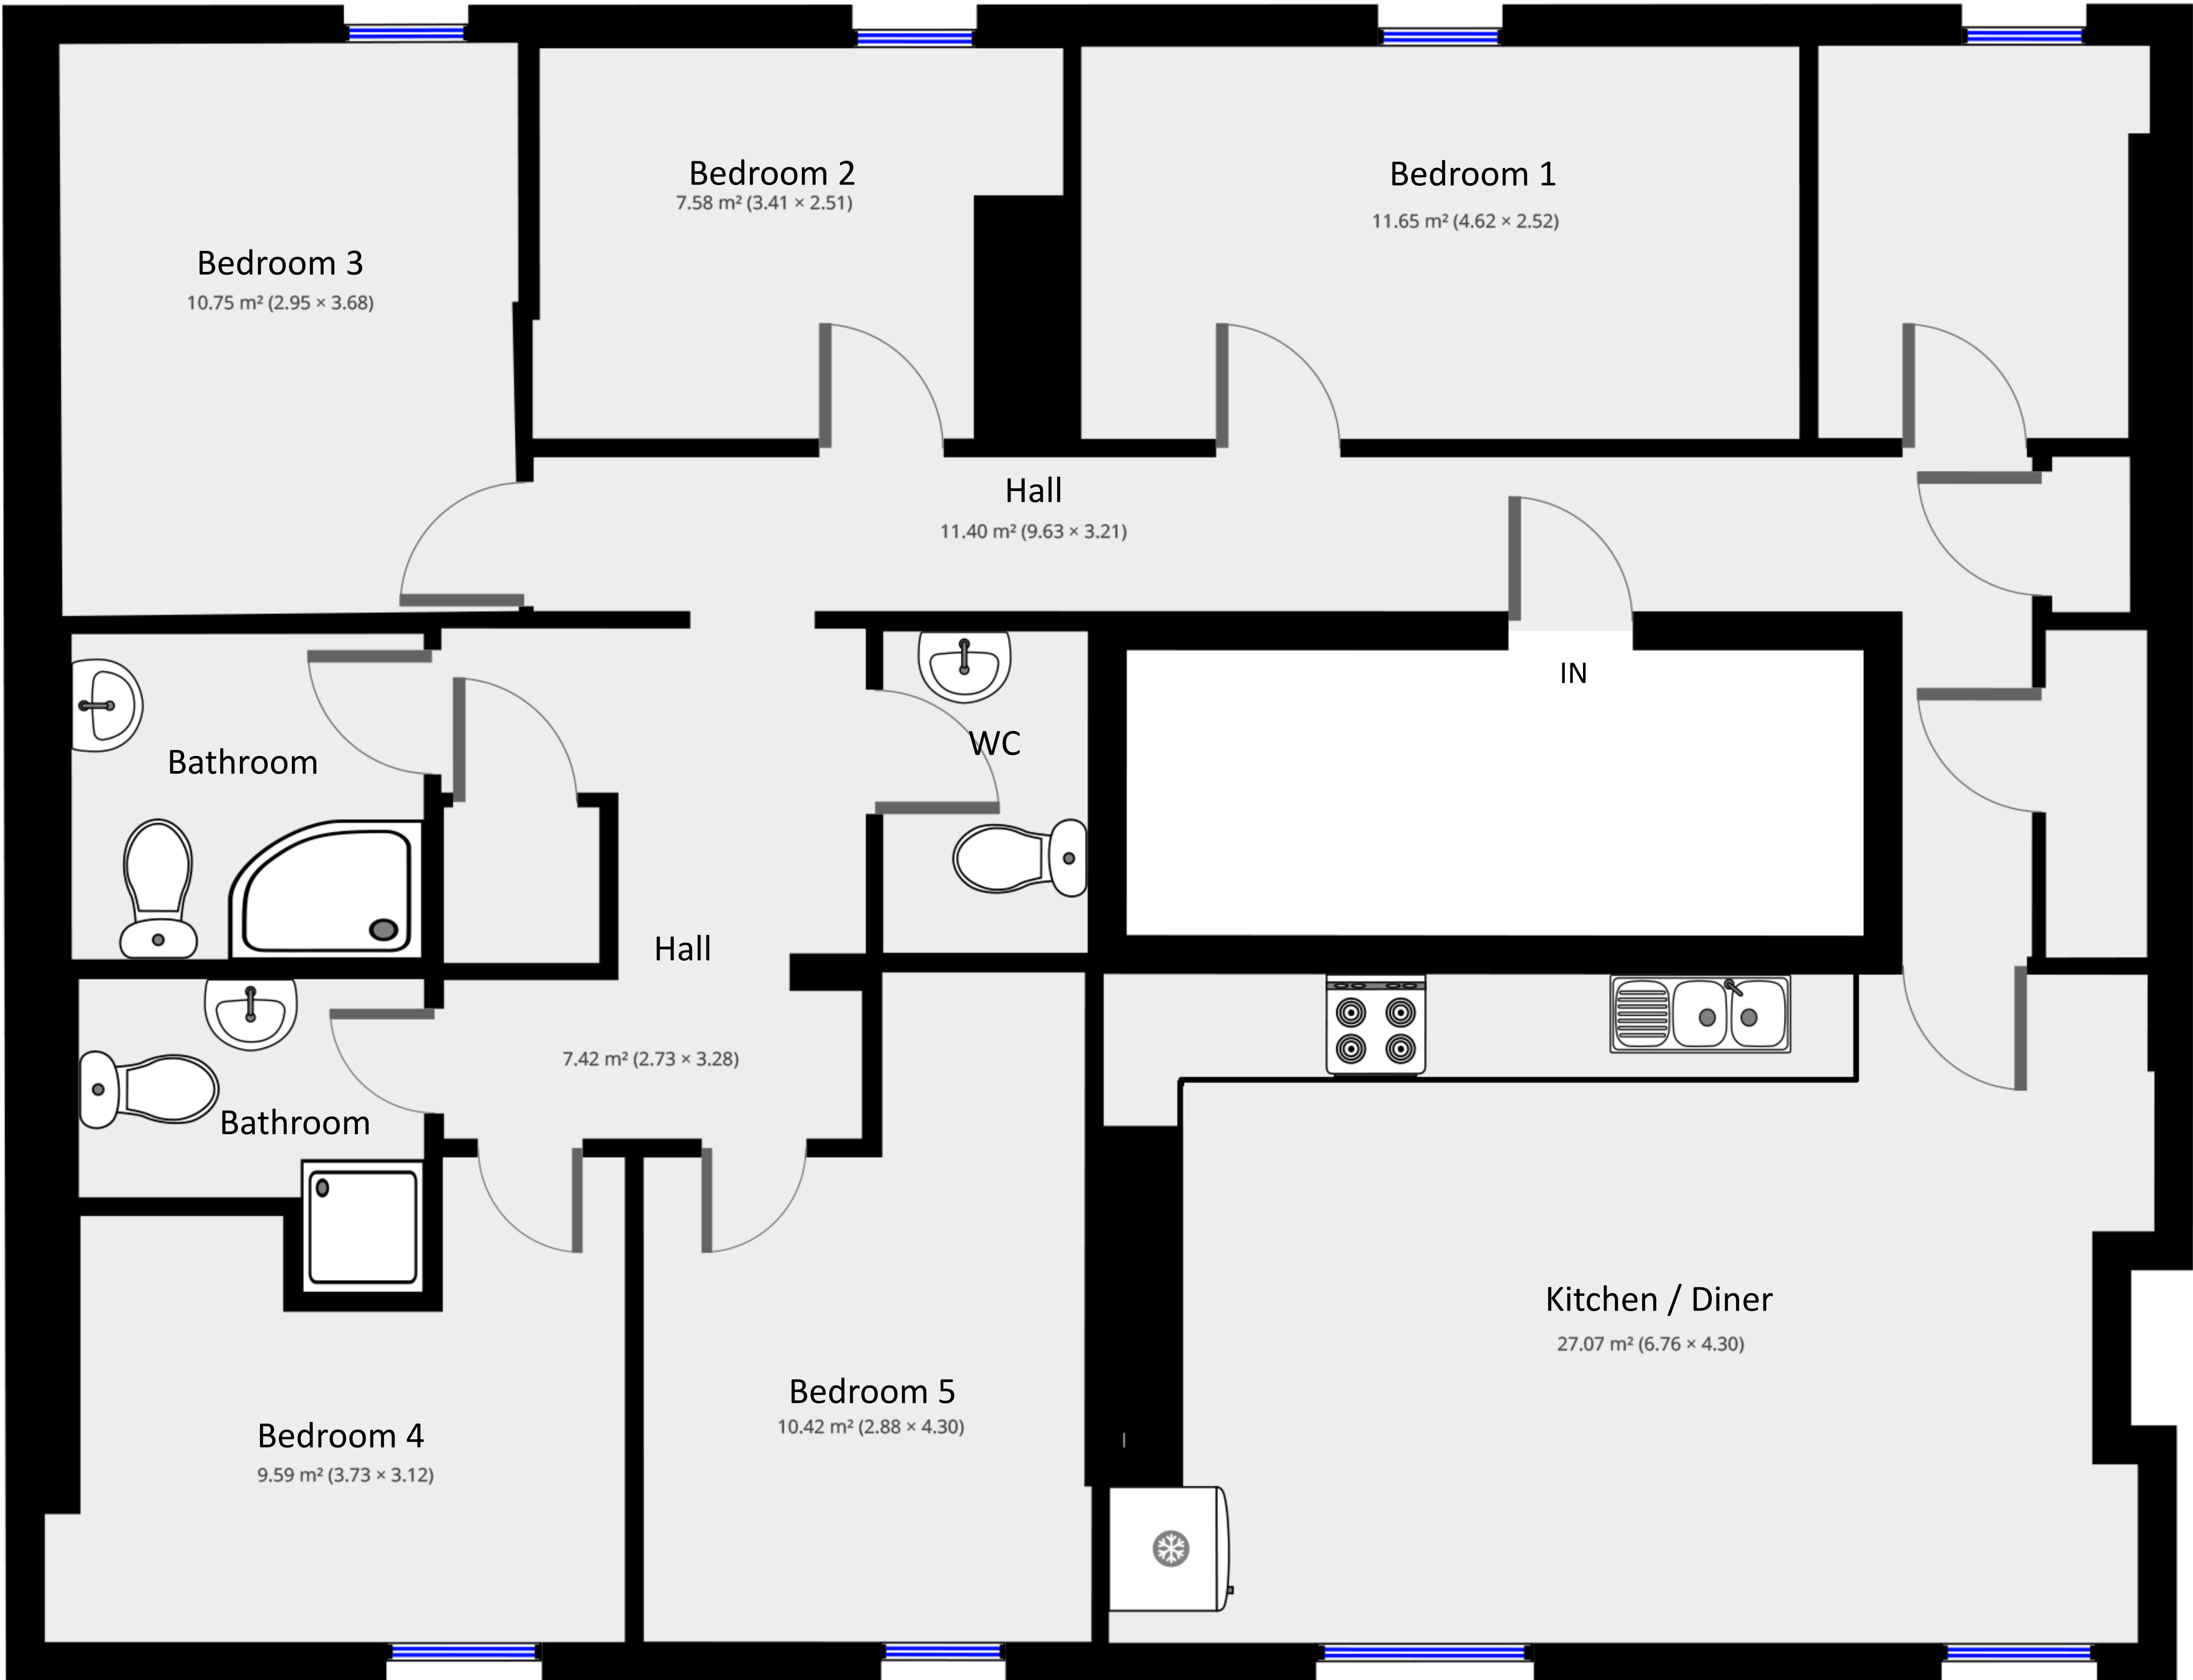 Bedroom 2
7.58 m² (3.41 × 2.51)
Bedroom 1
11.65 m² (4.62 × 2.52)
Bedroom 3
10.75 m² (2.95 × 3.68)
Hall
11.40 m² (9.63 × 3.21)
IN
WC
Bathroom
Hall
7.42 m² (2.73 × 3.28)
Bathroom
Kitchen / Diner
27.07 m² (6.76 × 4.30)
Bedroom 5
10.42 m² (2.88 × 4.30)
Bedroom 4
9.59 m² (3.73 × 3.12)